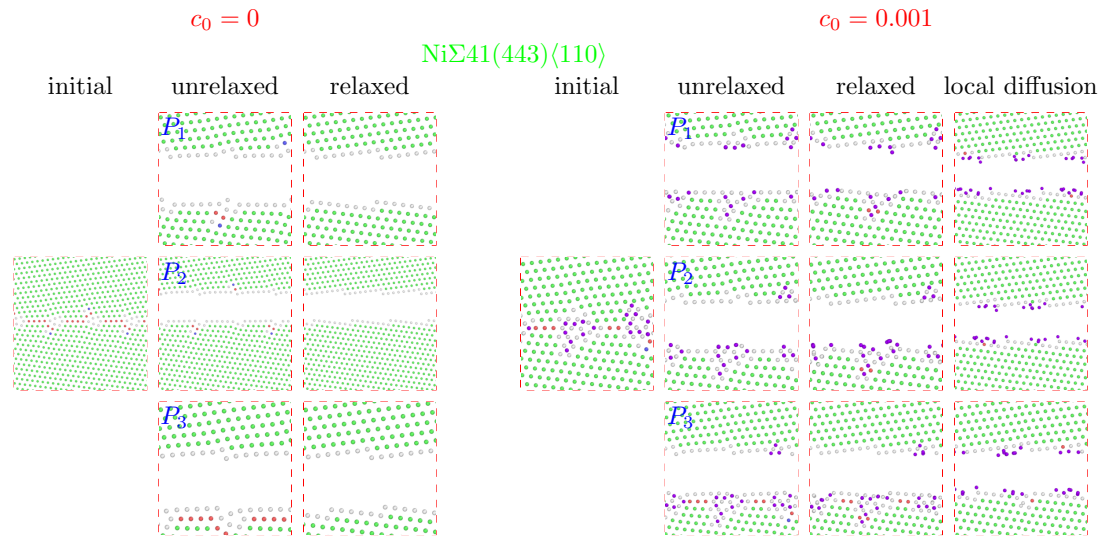 c₀ = 0 c₀ = 0.001
NiΣ41(443)⟨110⟩
initial unrelaxed relaxed initial unrelaxed relaxed local diffusion
P₁ P₁
P₂ P₂
P₃ P₃